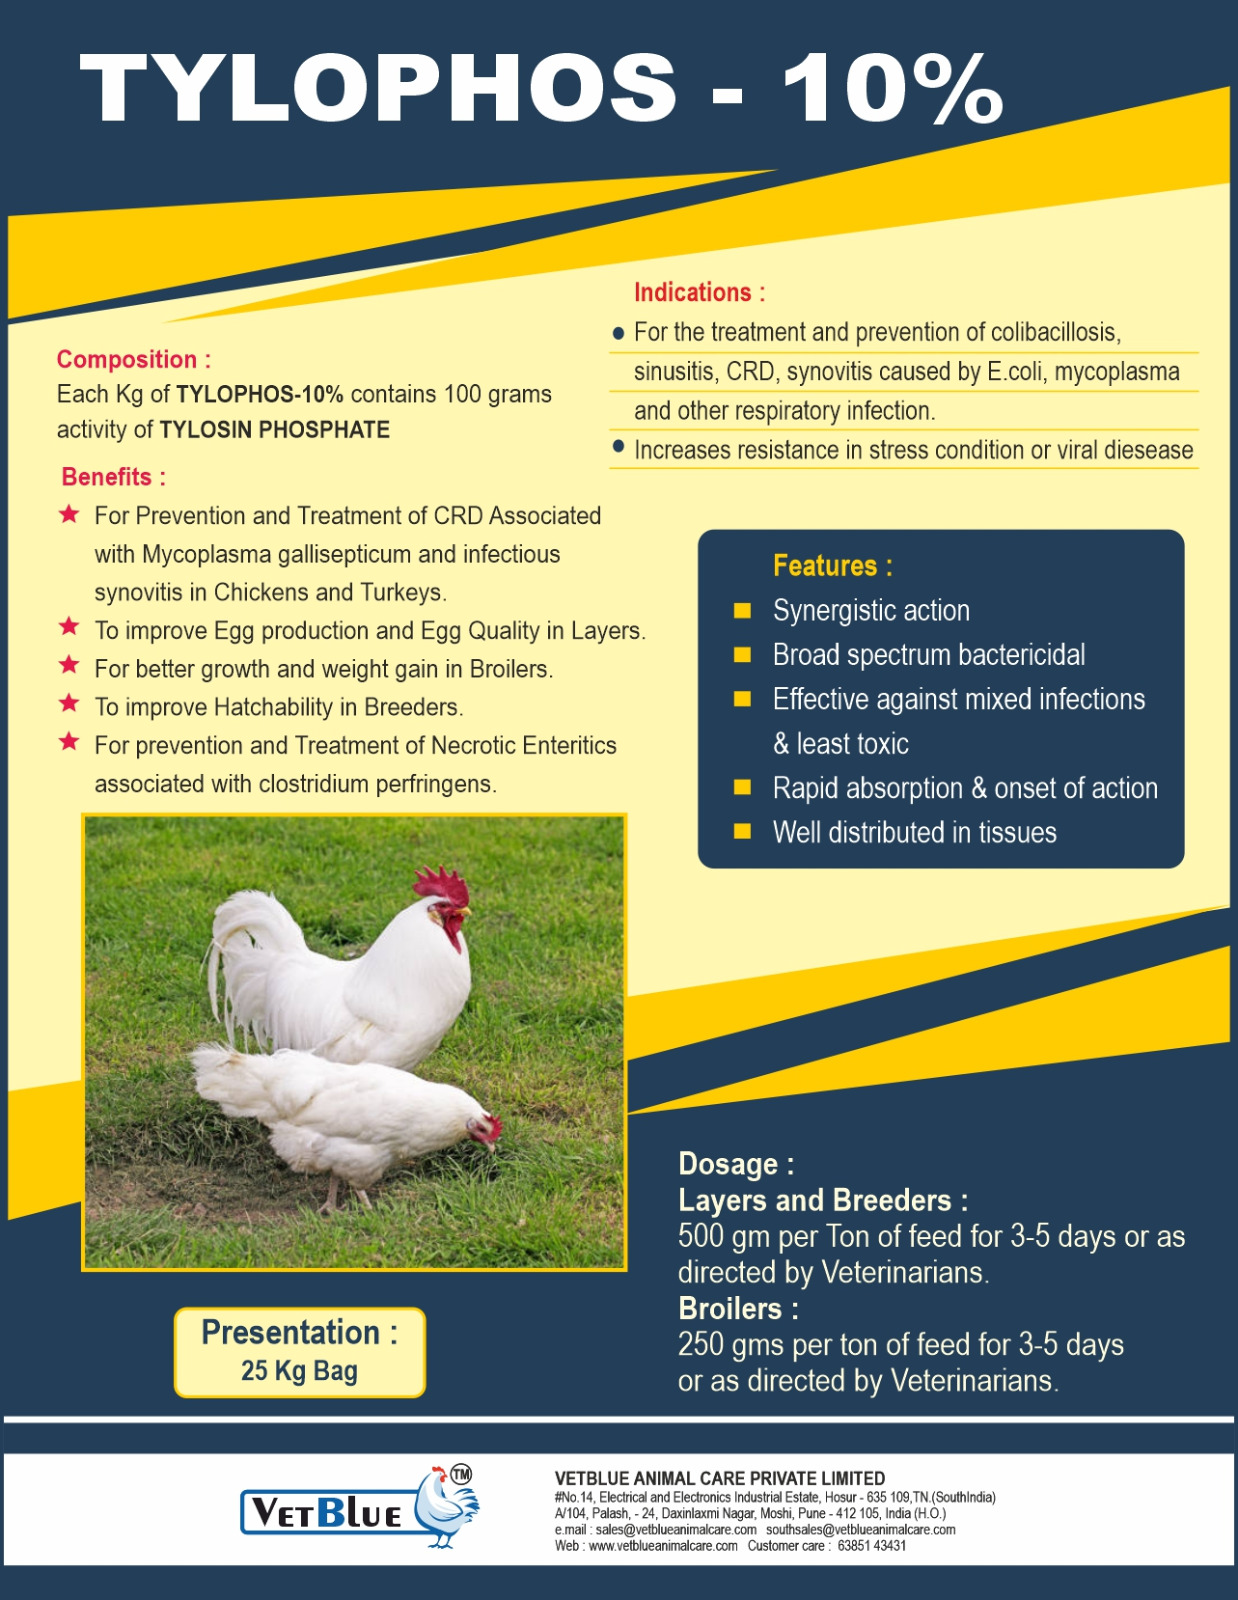 TYLOPHOS - 10%
Composition :
Each Kg of TYLOPHOS-10% contains 100 grams
activity of TYLOSIN PHOSPHATE
Benefits :
For Prevention and Treatment of CRD Associated
with Mycoplasma gallisepticum and infectious
synovitis in Chickens and Turkeys.
To improve Egg production and Egg Quality in Layers.
For better growth and weight gain in Broilers.
To improve Hatchability in Breeders.
For prevention and Treatment of Necrotic Enteritics
associated with clostridium perfringens.
Indications :
For the treatment and prevention of colibacillosis,
sinusitis, CRD, synovitis caused by E.coli, mycoplasma
and other respiratory infection.
Increases resistance in stress condition or viral diesease
Features :
Synergistic action
Broad spectrum bactericidal
Effective against mixed infections
& least toxic
Rapid absorption & onset of action
Well distributed in tissues
Dosage :
Layers and Breeders :
500 gm per Ton of feed for 3-5 days or as
directed by Veterinarians.
Broilers :
250 gms per ton of feed for 3-5 days
or as directed by Veterinarians.
Presentation :
25 Kg Bag
VETBLUE
TM
VETBLUE ANIMAL CARE PRIVATE LIMITED
#No.14, Electrical and Electronics Industrial Estate, Hosur - 635 109,TN.(SouthIndia)
A/104, Palash, - 24, Daxinlaxmi Nagar, Moshi, Pune - 412 105, India (H.O.)
e.mail : sales@vetblueanimalcare.com southsales@vetblueanimalcare.com
Web : www.vetblueanimalcare.com Customer care : 63851 43431